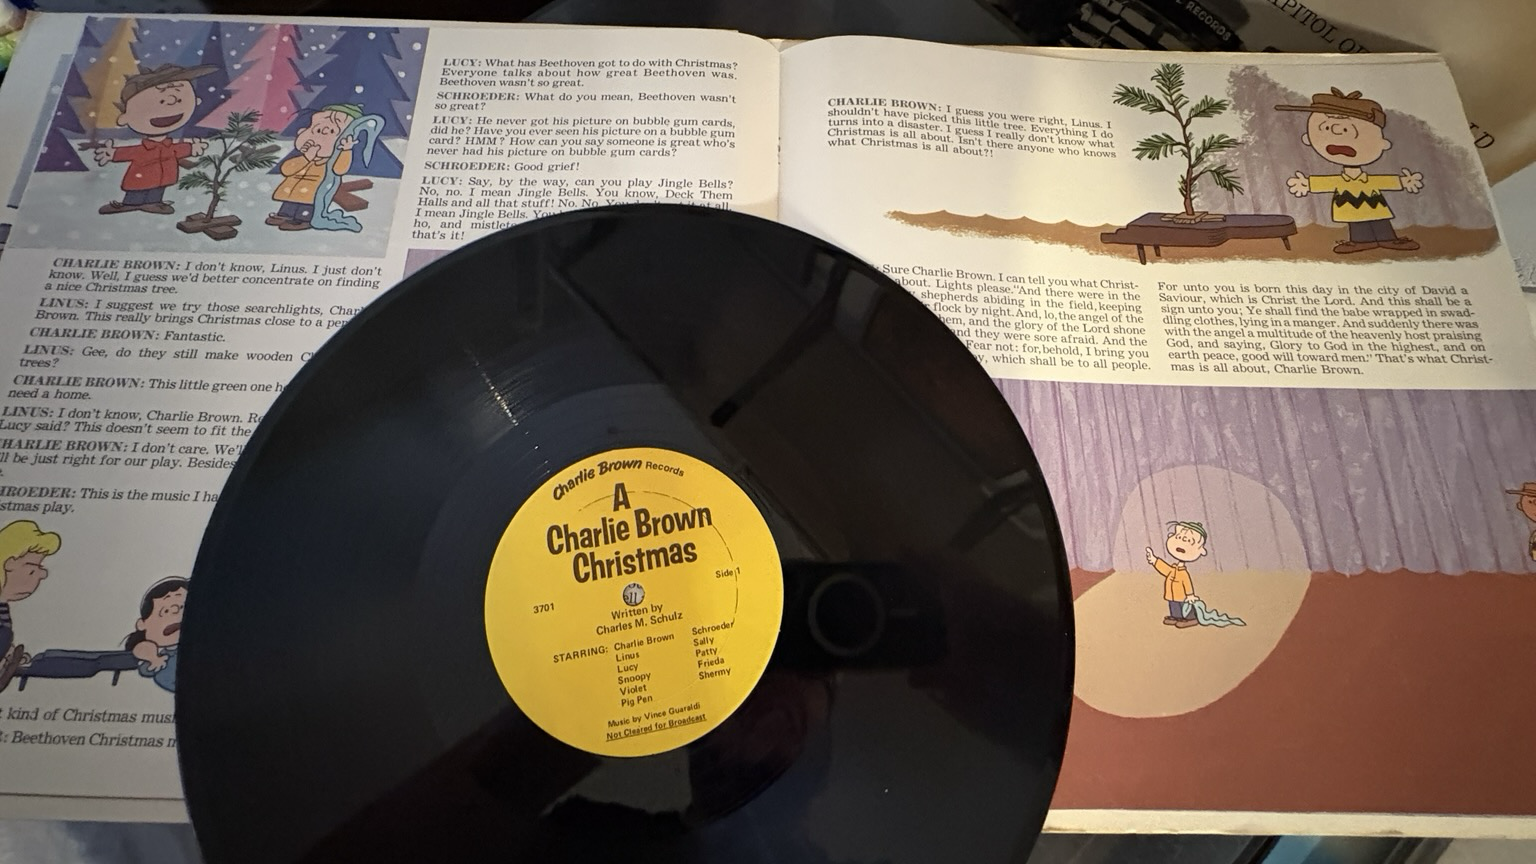 CHARLIE BROWN: I don't know, Linus. I just don't
know. Well, I guess we'd better concentrate on finding
a nice Christmas tree.
LINUS: I suggest we try those searchlights,
Brown. This really brings Christmas close to a
CHARLIE BROWN: Fantastic.
LINUS: Gee, do they still make wooden
trees?
CHARLIE BROWN: This little green one
need a home.
LINUS: I don't know, Charlie Brown.
Lucy said? This doesn't seem to fit the
CHARLIE BROWN: I don't care.
be just right for our play. Besides
This is the music I
play.
kind of Christmas
Beethoven Christmas
LUCY: What has Beethoven got to do with Christmas?
Everyone talks about how great Beethoven was.
Beethoven wasn't so great.
SCHROEDER: What do you mean, Beethoven wasn't
so great?
LUCY: He never got his picture on bubble gum cards,
did he? Have you ever seen his picture on a bubble gum
card? HMM? How can you say someone is great who's
never had his picture on bubble gum cards?
SCHROEDER: Good grief!
LUCY: Say, by the way, can you play Jingle Bells?
No, no. I mean Jingle Bells. You know, Deck Them
Halls and all that stuff! No. No.
I mean Jingle Bells.
ho, and
that's it!
CHARLIE BROWN: I guess you were right, Linus. I
shouldn't have picked this little tree. Everything I do
turns into a disaster. I guess I really don't know what
Christmas is all about. Isn't there anyone who knows
what Christmas is all about?!
Sure Charlie Brown. I can tell you what Christ-
about. Lights please. "And there were in the
shepherds abiding in the field, keeping
flock by night. And, lo, the angel of the
and the glory of the Lord shone
and they were sore afraid. And the
Fear not: for, behold, I bring you
which shall be to all people.
For unto you is born this day in the city of David a
Saviour, which is Christ the Lord. And this shall be a
sign unto you; Ye shall find the babe wrapped in swad-
dling clothes, lying in a manger. And suddenly there was
with the angel a multitude of the heavenly host praising
God, and saying, Glory to God in the highest, and on
earth peace, good will toward men." That's what Christ-
mas is all about, Charlie Brown.
Charlie Brown Records
A
Charlie Brown
Christmas
Side 1
3701
Written by
Charles M. Schulz
STARRING: Charlie Brown Schroeder
Linus Sally
Lucy Patty
Snoopy Frieda
Violet Shermy
Pig Pen
Music by Vince Guaraldi
Not Cleared for Broadcast
RECORDS